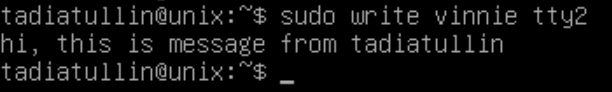 tadiatullin@unix:~$ sudo write vinnie tty2
hi, this is message from tadiatullin
tadiatullin@unix:~$ _